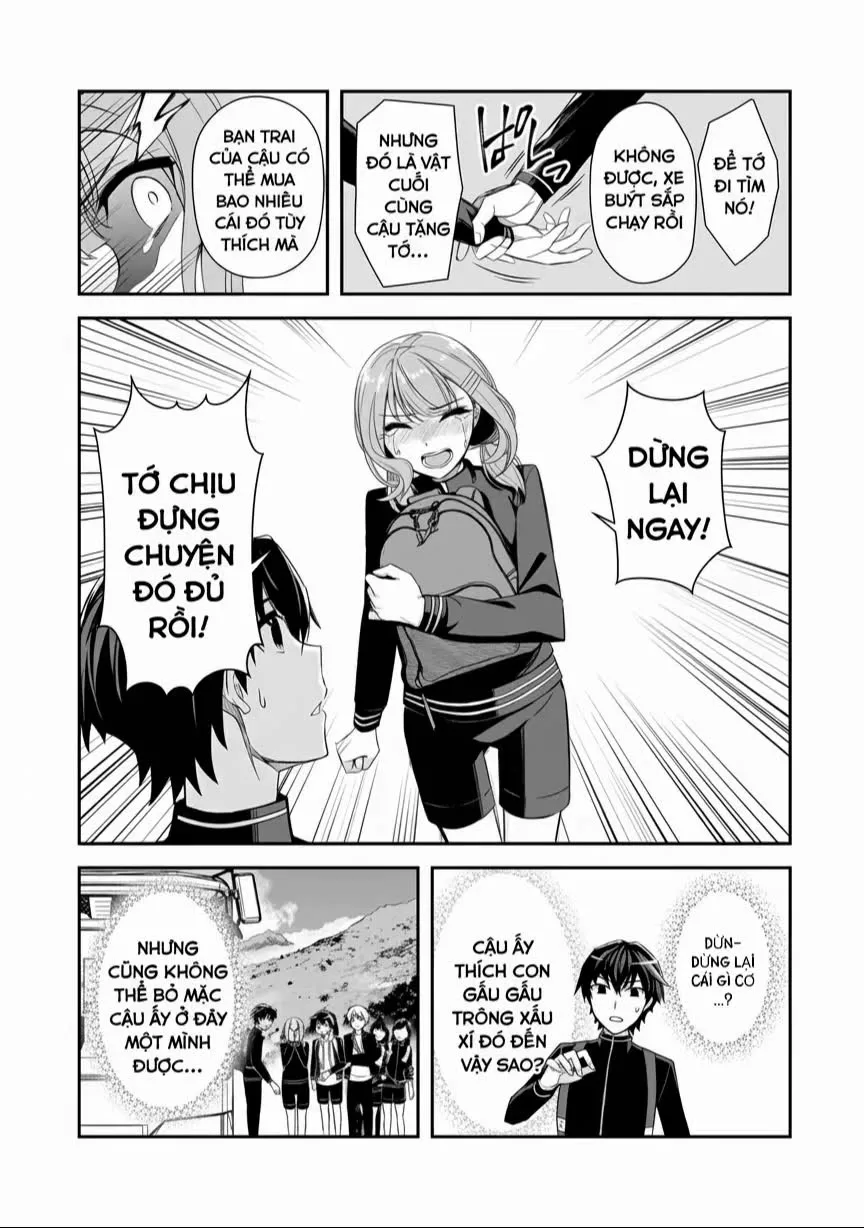 ĐỂ TỚ
ĐI TÌM
NÓ!
KHÔNG
ĐƯỢC, XE
BUÝT SẮP
CHẠY RỒI
ぱっ
NHƯNG
ĐÓ LÀ VẬT
CUỐI
CÙNG
CẬU TẶNG
TỚ...
BẠN TRAI
CỦA CẬU CÓ
THỂ MUA
BAO NHIÊU
CÁI ĐÓ TÙY
THÍCH MÀ
DỪNG
LẠI
NGAY!
TỚ CHỊU
ĐỰNG
CHUYỆN
ĐÓ ĐỦ
RỒI!
DỪN-
DỪNG LẠI
CÁI GÌ CƠ
...?
CẬU ẤY
THÍCH CON
GẤU GẤU
TRÔNG XẤU
XÍ ĐÓ ĐẾN
VẬY SAO?
NHƯNG
CŨNG KHÔNG
THỂ BỎ MẶC
CẬU ẤY Ở ĐÂY
MỘT MÌNH
ĐƯỢC...